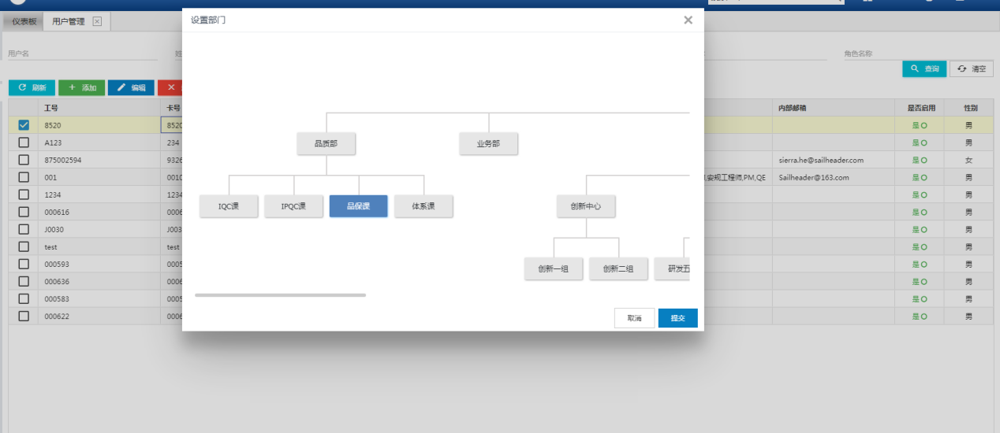 仪表板 用户管理
设置部门
用户名
角色名称
查询 清空
刷新 添加 编辑
工号 卡号 内部邮箱 是否启用 性别
8520 8520 是 男
A123 234 是 男
875002594 9326 sierra.he@sailheader.com 是 女
001 0010 安规工程师,PM,QE Sailheader@163.com 是 男
1234 1234 是 男
000616 0006 是 男
J0030 J003 是 男
test test 是 男
000593 0005 是 男
000636 0006 是 男
000583 0005 是 男
000622 0006 是 男
品质部 业务部
IQC课 IPQC课 品保课 体系课 创新中心
创新一组 创新二组 研发五
取消 提交